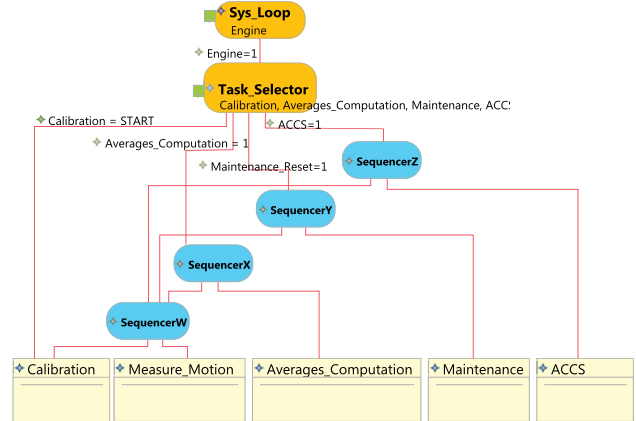 Sys_Loop
Engine
Engine=1
Task_Selector
Calibration, Averages_Computation, Maintenance, ACCS
Calibration = START
ACCS=1
Averages_Computation = 1
Maintenance_Reset=1
SequencerZ
SequencerY
SequencerX
SequencerW
Calibration
Measure_Motion
Averages_Computation
Maintenance
ACCS